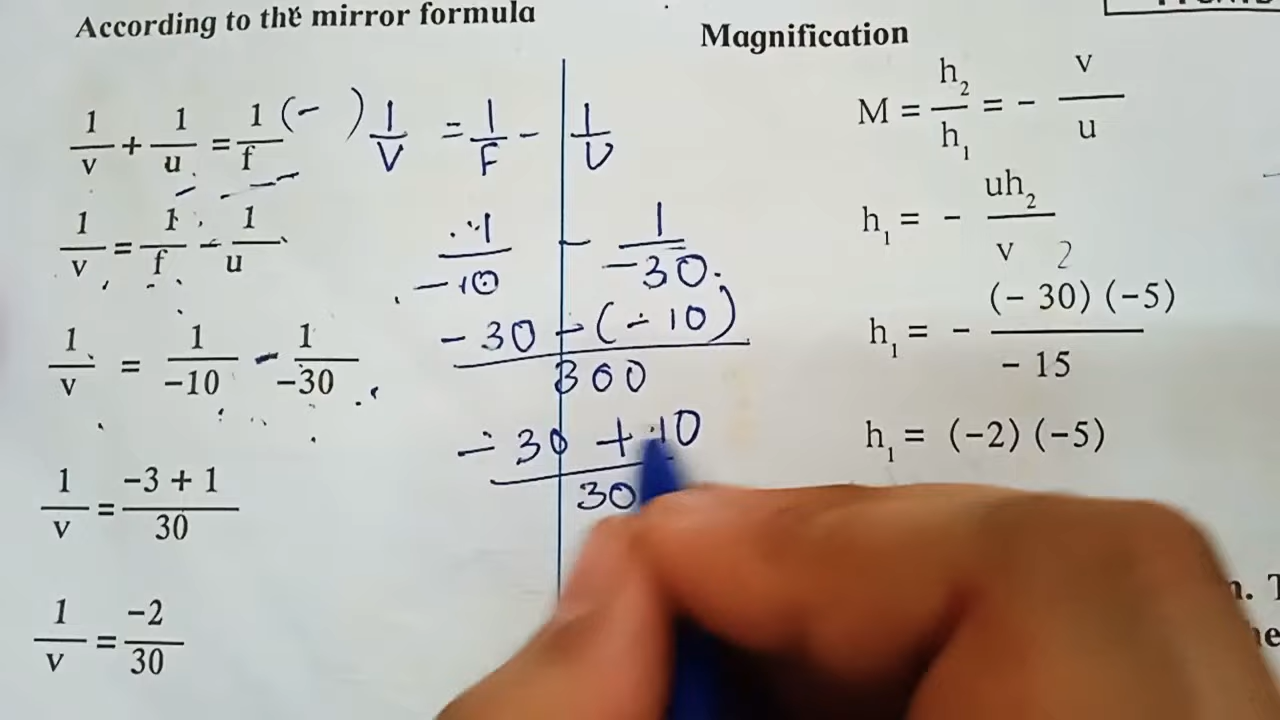 According to the mirror formula
1/v + 1/u = 1/f (- )
1/v = 1/f - 1/u
1/v = 1/-10 - 1/-30
1/v = -3 + 1/30
1/v = -2/30
1/V = 1/F - 1/U
1/-10 - 1/-30
-30 - (-10)/300
-30 + 10/30
Magnification
M = h₂/h₁ = - v/u
h₁ = - uh₂/v
2
h₁ = - (- 30) (-5)/- 15
h₁ = (-2) (-5)